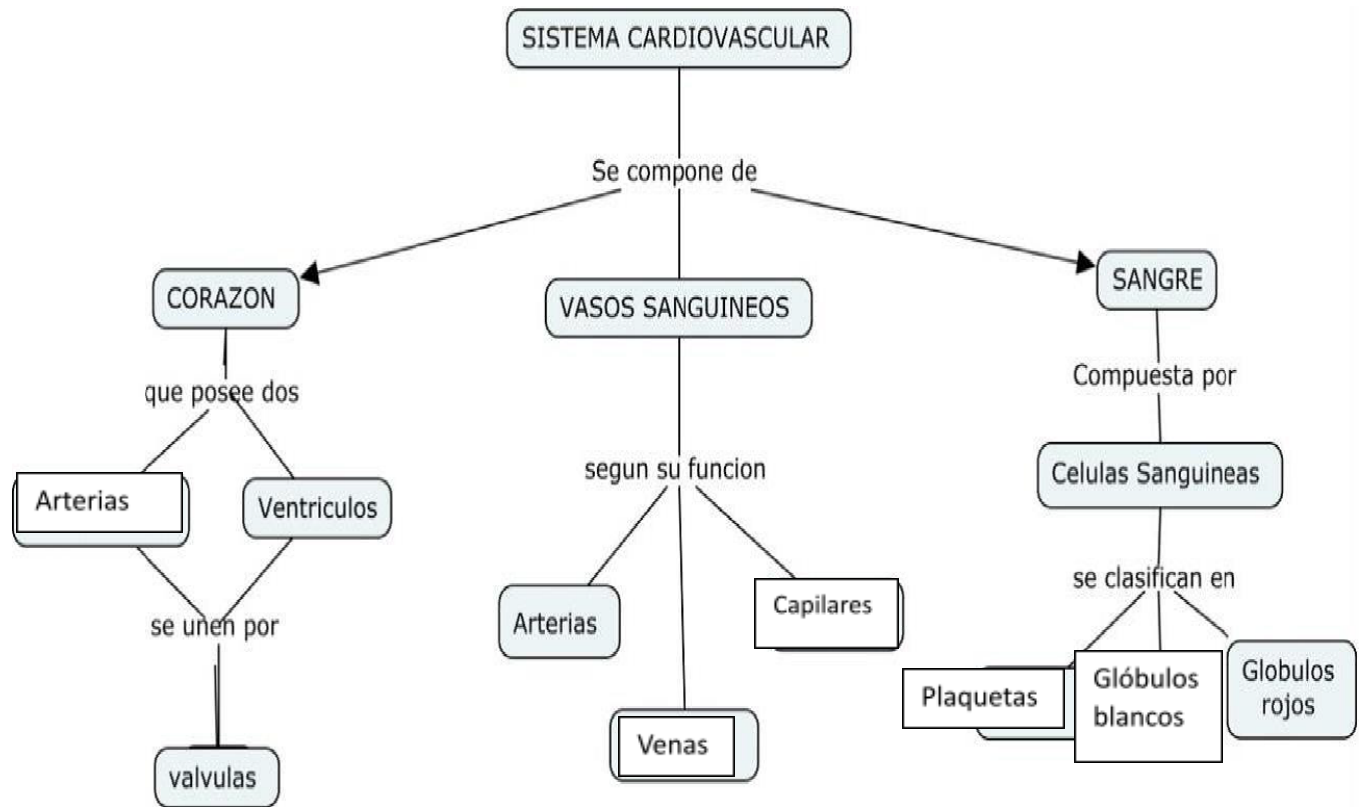 SISTEMA CARDIOVASCULAR
Se compone de
CORAZON
VASOS SANGUINEOS
SANGRE
que posee dos
Compuesta por
Arterias
Ventriculos
segun su funcion
Celulas Sanguineas
se unen por
Arterias
Capilares
Venas
se clasifican en
Plaquetas
Glóbulos
blancos
Globulos
rojos
valvulas